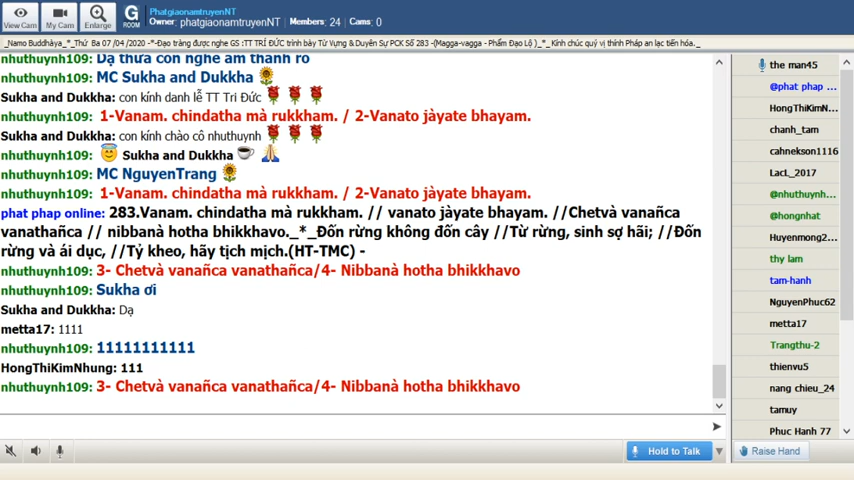 View Cam
My Cam
Enlarge
G ROOM
PhatgiaonamtruyenNT
Owner: phatgiaonamtruyenNT | Members: 24 Cams: 0
_Namo Buddhàya_*_Thứ Ba 07 /04 /2020 -*-Đạo tràng được nghe GS :TT TRÍ ĐỨC trình bày Từ Vựng & Duyên Sự PCK Số 283 -(Magga-vagga - Phẩm Đạo Lộ )_*_ Kính chúc quý vị thính Pháp an lạc tiến hóa._
nhuthuynh109: Dạ thưa con nghe âm thanh rõ
nhuthuynh109: MC Sukha and Dukkha
Sukha and Dukkha: con kính đảnh lễ TT Tri Đức
nhuthuynh109: 1-Vanam. chindatha mà rukkham. / 2-Vanato jàyate bhayam.
Sukha and Dukkha: con kính chào cô nhuthuynh
nhuthuynh109: Sukha and Dukkha
nhuthuynh109: MC NguyenTrang
nhuthuynh109: 1-Vanam. chindatha mà rukkham. / 2-Vanato jàyate bhayam.
phat phap online: 283.Vanam. chindatha mà rukkham. // vanato jàyate bhayam. //Chetvà vanañca
vanathañca // nibbanà hotha bhikkhavo._*_Đốn rừng không đốn cây //Từ rừng, sinh sợ hãi; //Đốn
rừng và ái dục, //Tỷ kheo, hãy tịch mịch.(HT-TMC) -
nhuthuynh109: 3- Chetvà vanañca vanathañca/4- Nibbanà hotha bhikkhavo
nhuthuynh109: Sukha ơi
Sukha and Dukkha: Dạ
metta17: 1111
nhuthuynh109: 11111111111
HongThiKimNhung: 111
nhuthuynh109: 3- Chetvà vanañca vanathañca/4- Nibbanà hotha bhikkhavo
Hold to Talk
the man45
@phat phap ...
HongThiKimN...
chanh_tam
cahnekson1116
LacL_2017
@nhuthuynh...
@hongnhat
Huyenmong2...
thy lam
tam-hanh
NguyenPhuc62
metta17
Trangthu-2
thienvu5
nang chieu_24
tamuy
Phuc Hanh 77
Raise Hand